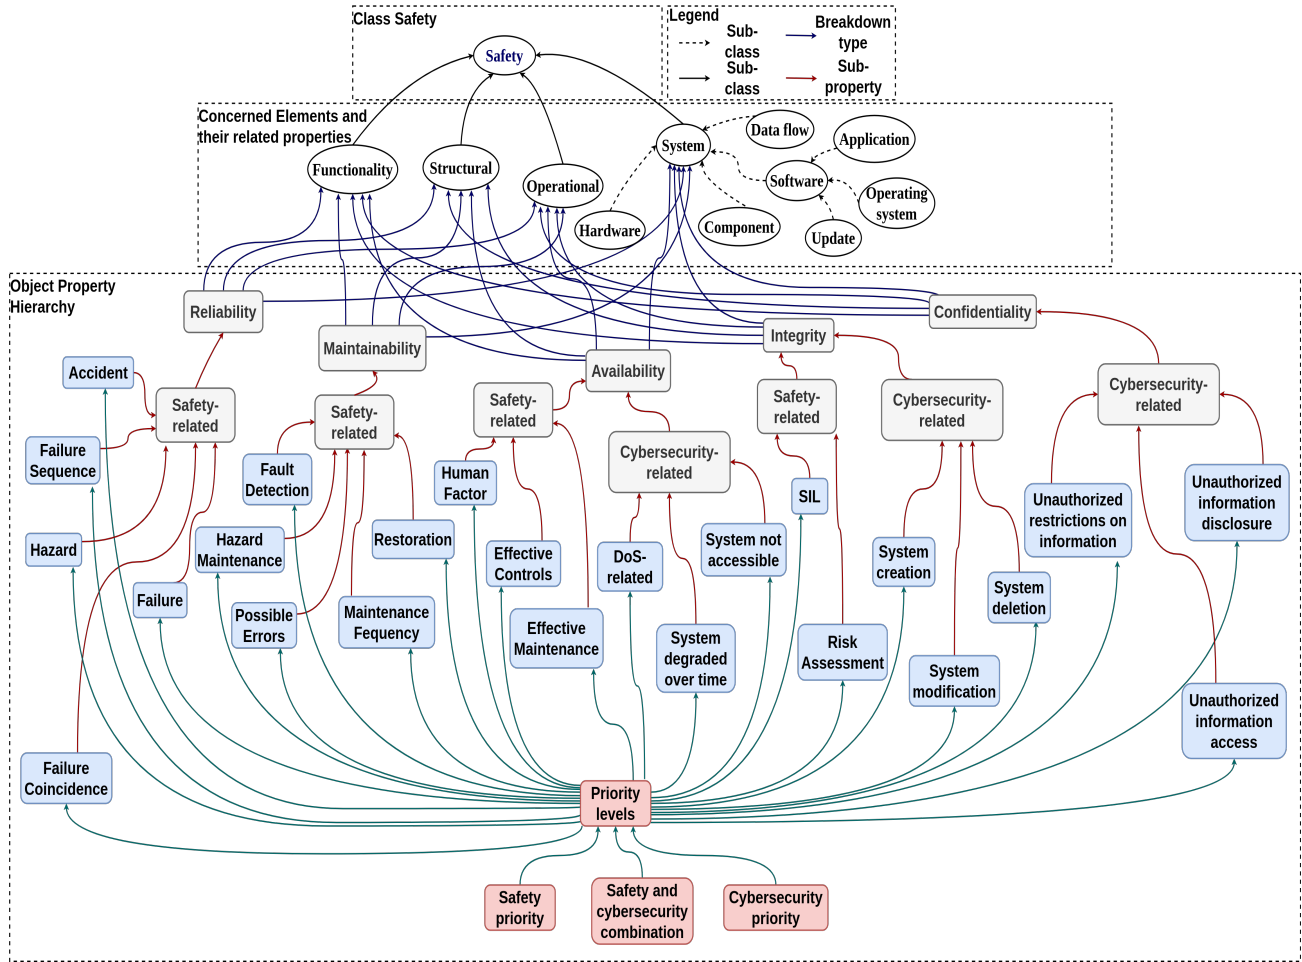 Class Safety
Safety
Legend
Sub-
class
Breakdown
type
Sub-
class
Sub-
property
Concerned Elements and
their related properties
Functionality
Structural
Operational
System
Data flow
Application
Software
Operating
system
Hardware
Component
Update
Object Property
Hierarchy
Reliability
Maintainability
Availability
Integrity
Confidentiality
Accident
Safety-
related
Safety-
related
Safety-
related
Cybersecurity-
related
Safety-
related
Cybersecurity-
related
Cybersecurity-
related
Failure
Sequence
Fault
Detection
Human
Factor
SIL
Unauthorized
restrictions on
information
Unauthorized
information
disclosure
Hazard
Hazard
Maintenance
Restoration
Effective
Controls
DoS-
related
System not
accessible
System
creation
System
deletion
Failure
Possible
Errors
Maintenance
Fequency
Effective
Maintenance
System
degraded
over time
Risk
Assessment
System
modification
Unauthorized
information
access
Failure
Coincidence
Priority
levels
Safety
priority
Safety and
cybersecurity
combination
Cybersecurity
priority